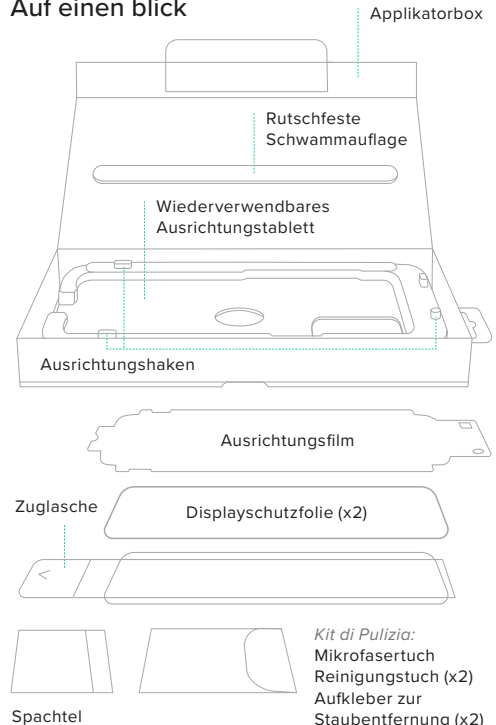 Auf einen blick
Applikatorbox
Rutschfeste
Schwammauflage
Wiederverwendbares
Ausrichtungstablett
Ausrichtungshaken
Ausrichtungsfilm
Zuglasche
Displayschutzfolie (x2)
Spachtel
Kit di Pulizia:
Mikrofasertuch
Reinigungstuch (x2)
Aufkleber zur
Staubentfernung (x2)